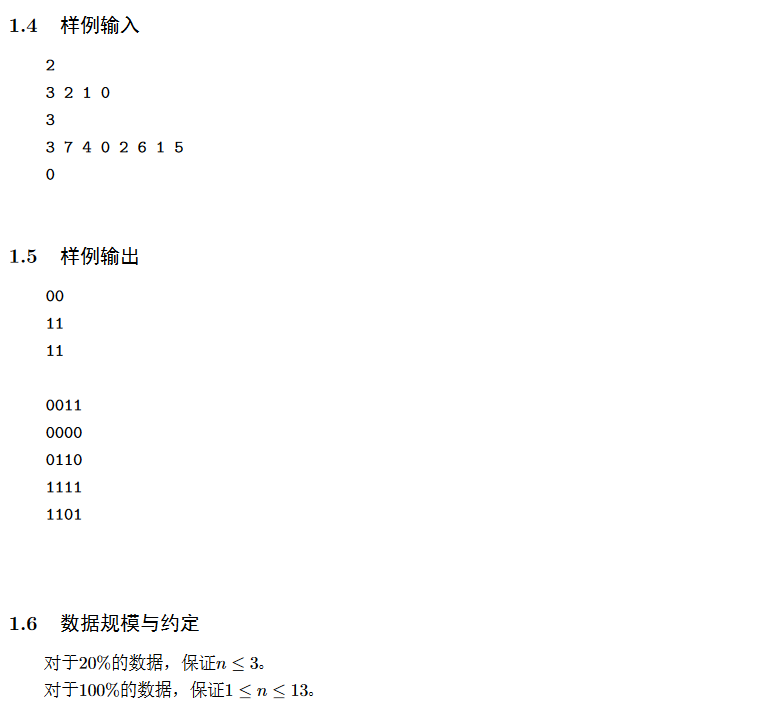 1.4 样例输入
2
3 2 1 0
3
3 7 4 0 2 6 1 5
0
1.5 样例输出
00
11
11
0011
0000
0110
1111
1101
1.6 数据规模与约定
对于20%的数据，保证n ≤ 3。
对于100%的数据，保证1 ≤ n ≤ 13。